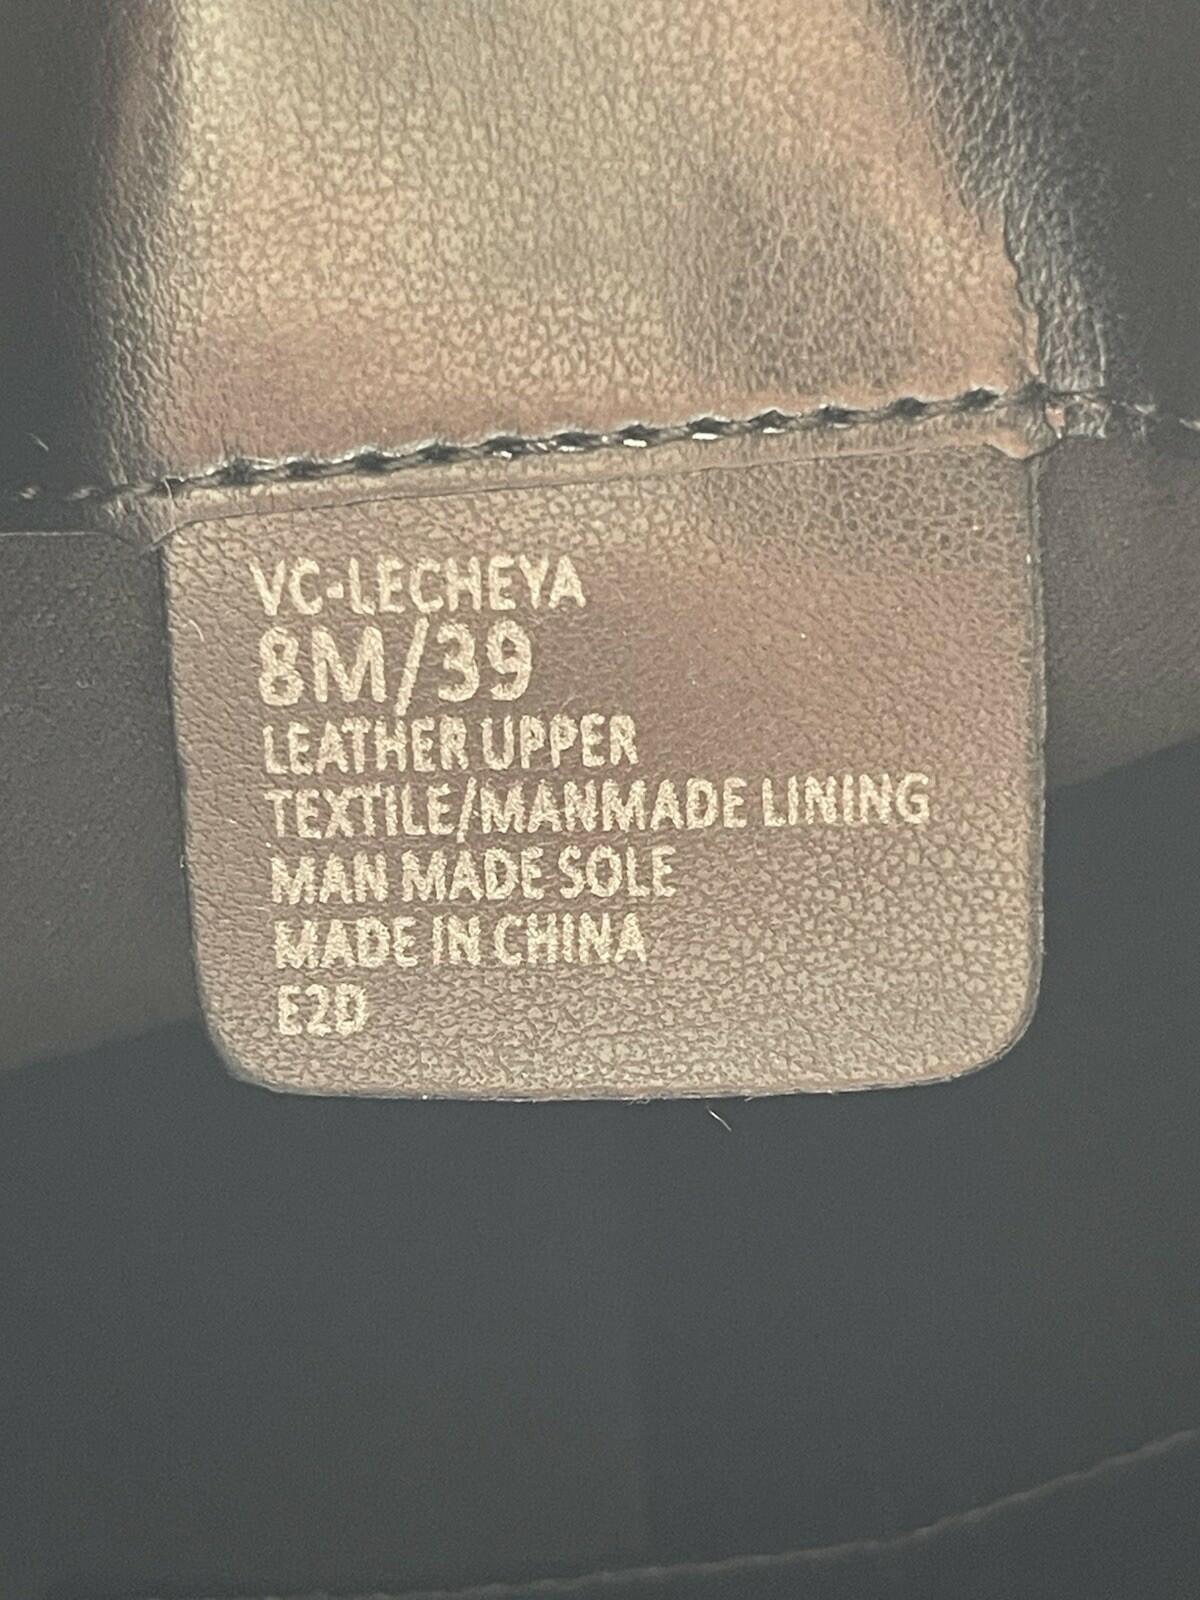 VC-LECHEYA
8M/39
LEATHER UPPER
TEXTILE/MANMADE LINING
MAN MADE SOLE
MADE IN CHINA
E2D